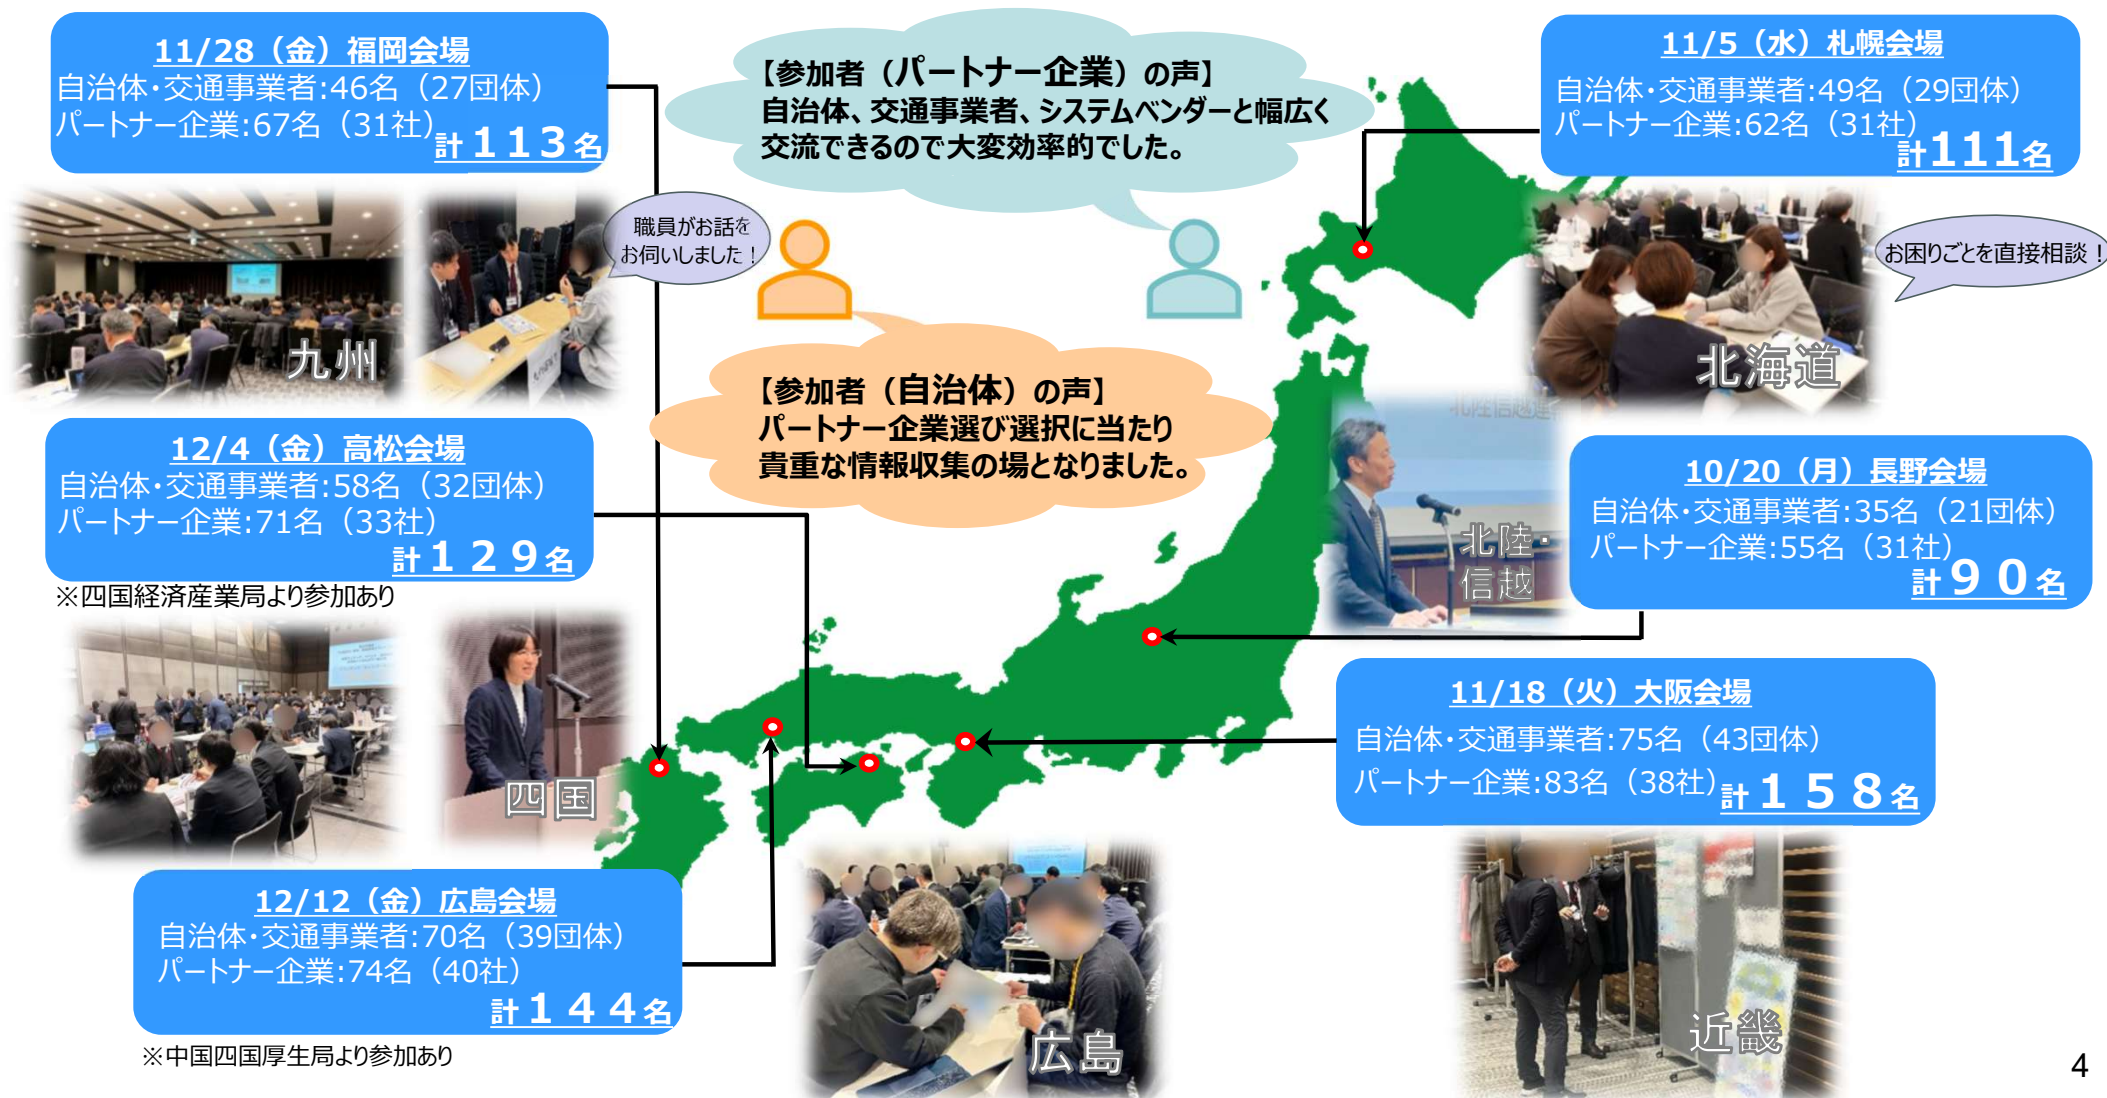 11/28（金）福岡会場
自治体・交通事業者:46名（27団体）
パートナー企業:67名（31社）
計113名
【参加者（パートナー企業）の声】
自治体、交通事業者、システムベンダーと幅広く
交流できるので大変効率的でした。
11/5（水）札幌会場
自治体・交通事業者:49名（29団体）
パートナー企業:62名（31社）
計111名
職員がお話を
お伺いしました！
お困りごとを直接相談！
九州
北海道
【参加者（自治体）の声】
パートナー企業選び選択に当たり
貴重な情報収集の場となりました。
12/4（金）高松会場
自治体・交通事業者:58名（32団体）
パートナー企業:71名（33社）
計１２９名
※四国経済産業局より参加あり
北陸信越運
北陸・
信越
10/20（月）長野会場
自治体・交通事業者:35名（21団体）
パートナー企業:55名（31社）
計９０名
四国
11/18（火）大阪会場
自治体・交通事業者:75名（43団体）
パートナー企業:83名（38社）
計１５８名
12/12（金）広島会場
自治体・交通事業者:70名（39団体）
パートナー企業:74名（40社）
計１４４名
※中国四国厚生局より参加あり
広島
近畿
4